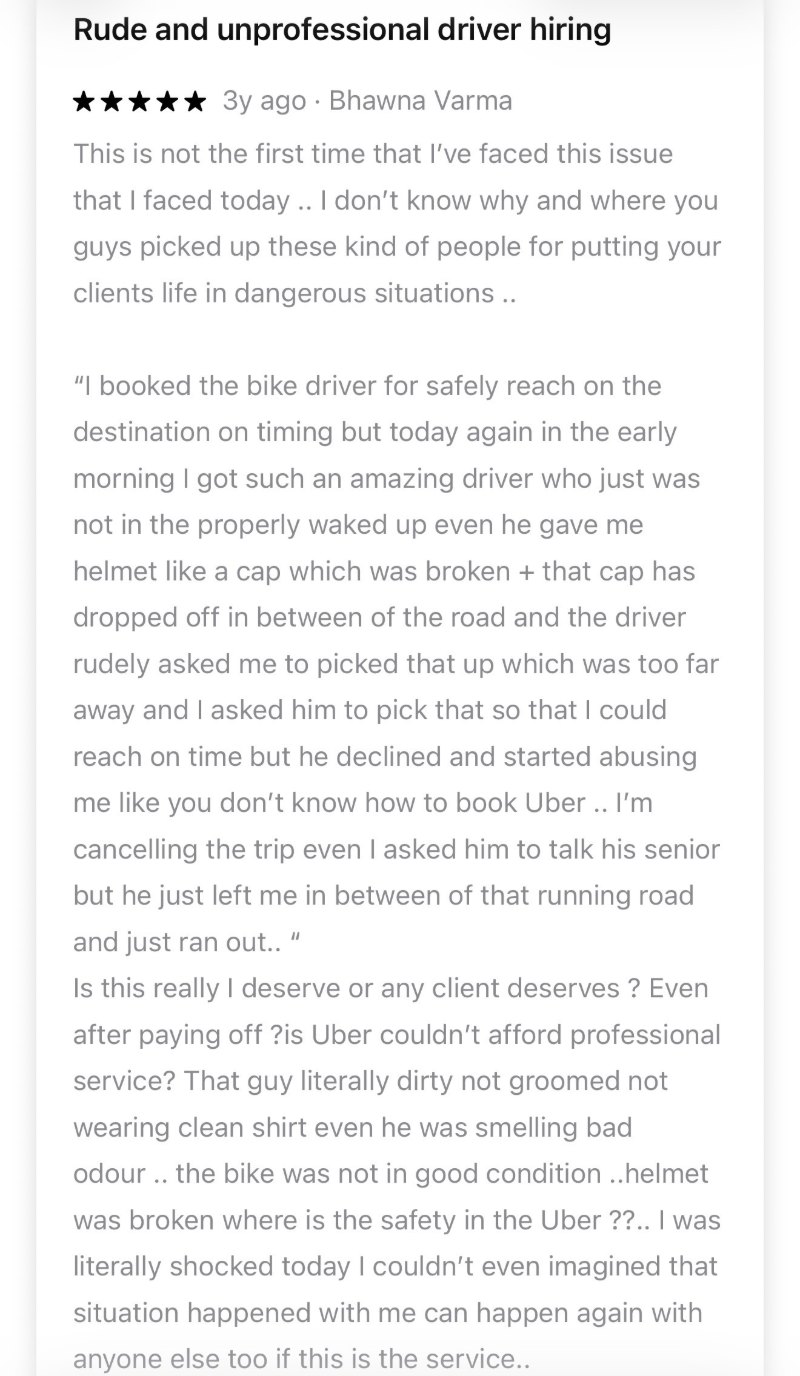 Rude and unprofessional driver hiring
★★★★★ 3y ago · Bhawna Varma
This is not the first time that I’ve faced this issue
that I faced today .. I don’t know why and where you
guys picked up these kind of people for putting your
clients life in dangerous situations ..
“I booked the bike driver for safely reach on the
destination on timing but today again in the early
morning I got such an amazing driver who just was
not in the properly waked up even he gave me
helmet like a cap which was broken + that cap has
dropped off in between of the road and the driver
rudely asked me to picked that up which was too far
away and I asked him to pick that so that I could
reach on time but he declined and started abusing
me like you don’t know how to book Uber .. I’m
cancelling the trip even I asked him to talk his senior
but he just left me in between of that running road
and just ran out.. “
Is this really I deserve or any client deserves ? Even
after paying off ?is Uber couldn’t afford professional
service? That guy literally dirty not groomed not
wearing clean shirt even he was smelling bad
odour .. the bike was not in good condition ..helmet
was broken where is the safety in the Uber ??.. I was
literally shocked today I couldn’t even imagined that
situation happened with me can happen again with
anyone else too if this is the service..